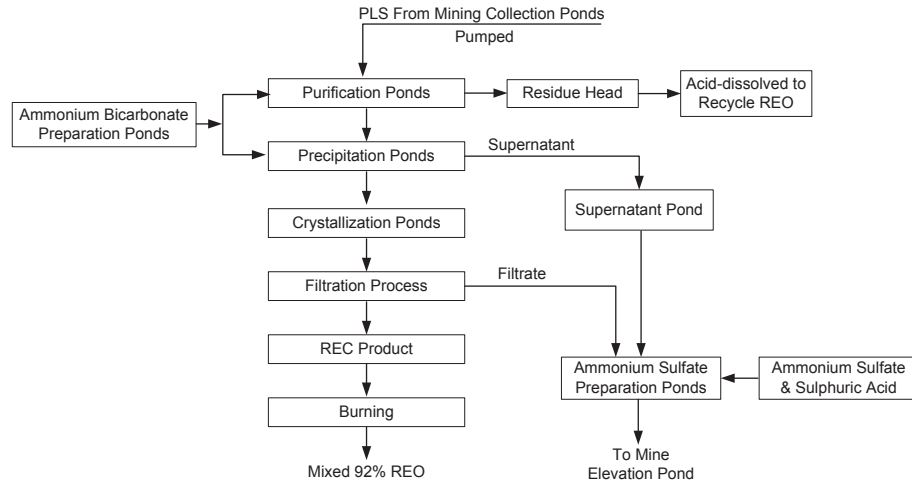 PLS From Mining Collection Ponds
Pumped
Purification Ponds
Residue Head
Acid-dissolved to
Recycle REO
Ammonium Bicarbonate
Preparation Ponds
Precipitation Ponds
Supernatant
Crystallization Ponds
Supernatant Pond
Filtration Process
Filtrate
REC Product
Ammonium Sulfate
Preparation Ponds
Ammonium Sulfate
& Sulphuric Acid
Burning
Mixed 92% REO
To Mine
Elevation Pond